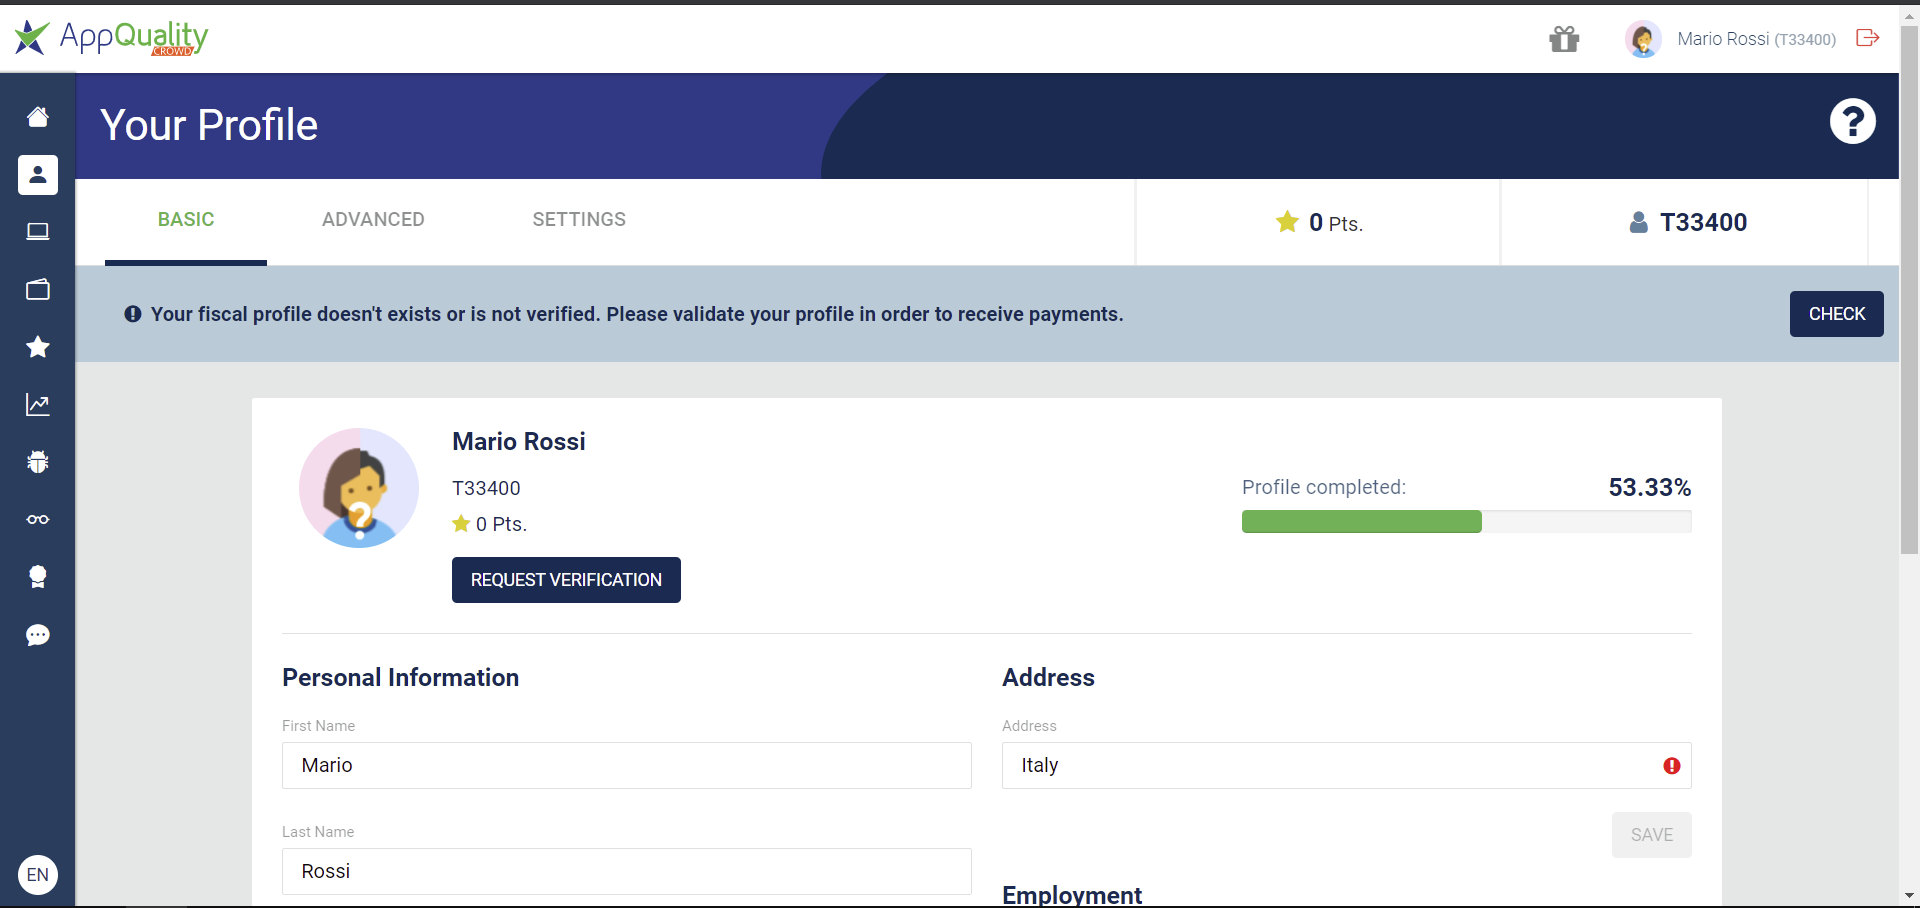 AppQuality
CROWD
Mario Rossi (T33400)
Your Profile
?
BASIC
ADVANCED
SETTINGS
0 Pts.
T33400
Your fiscal profile doesn't exists or is not verified. Please validate your profile in order to receive payments.
CHECK
Mario Rossi
T33400
0 Pts.
REQUEST VERIFICATION
Profile completed:
53.33%
Personal Information
First Name
Mario
Last Name
Rossi
Address
Address
Italy
SAVE
Employment
EN